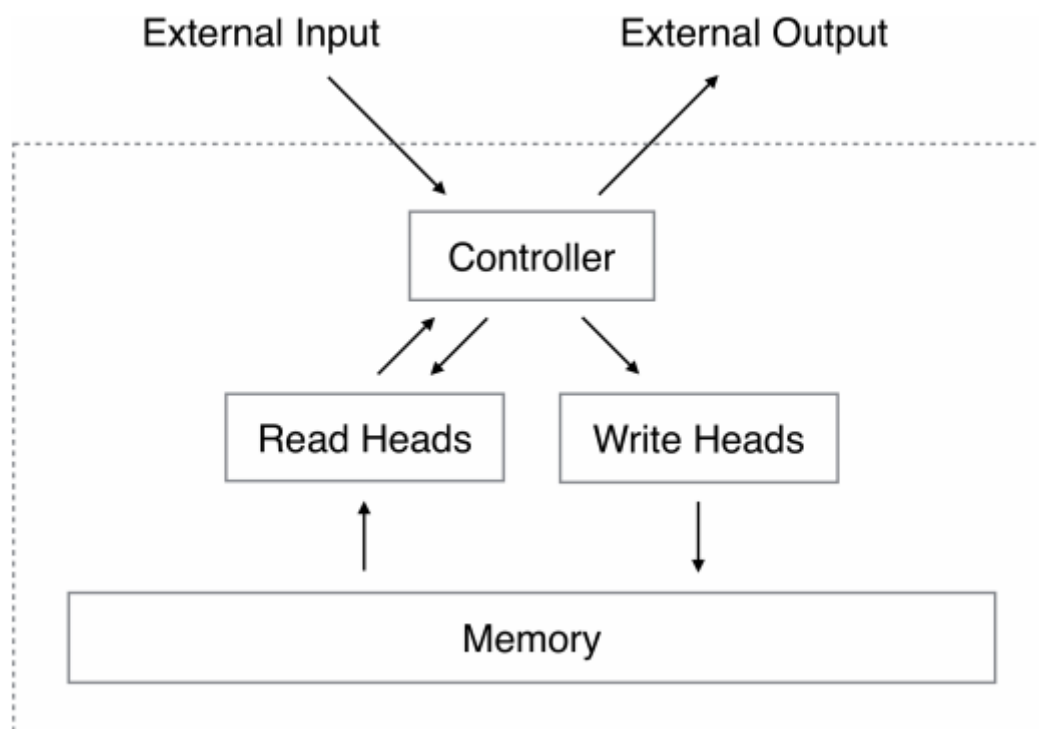 External Input
External Output
Controller
Read Heads
Write Heads
Memory